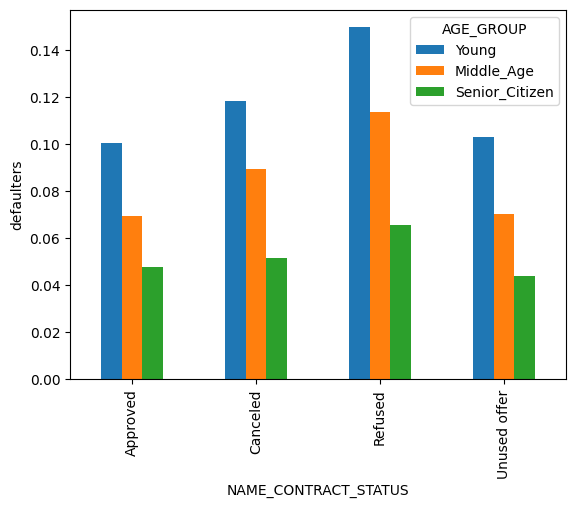 AGE_GROUP
Young
Middle_Age
Senior_Citizen
defaulters
0.14
0.12
0.10
0.08
0.06
0.04
0.02
0.00
Approved
Canceled
Refused
Unused offer
NAME_CONTRACT_STATUS